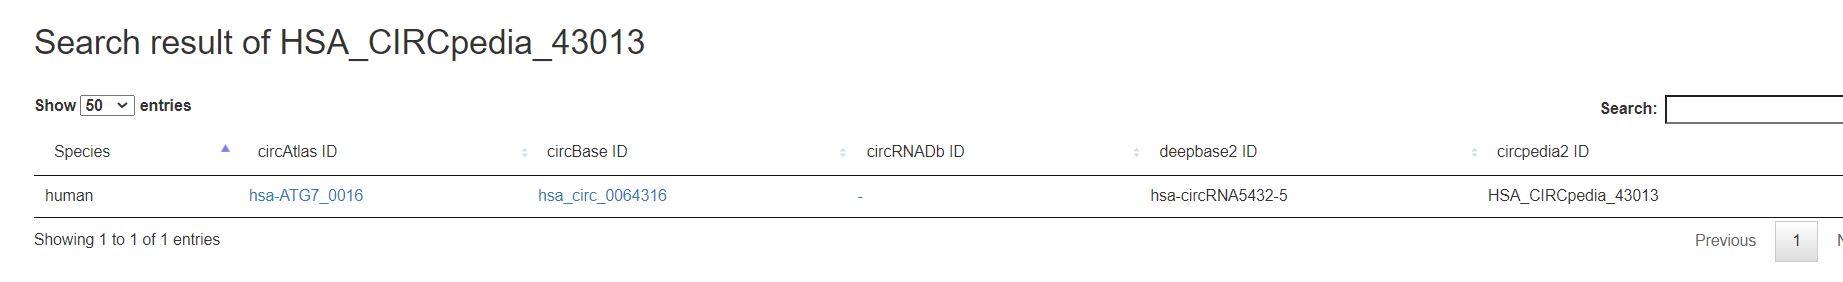 Search result of HSA_CIRCpedia_43013
Show 50 entries Search:
Species circAtlas ID circBase ID circRNADb ID deepbase2 ID circpedia2 ID
human hsa-ATG7_0016 hsa_circ_0064316 - hsa-circRNA5432-5 HSA_CIRCpedia_43013
Showing 1 to 1 of 1 entries Previous 1